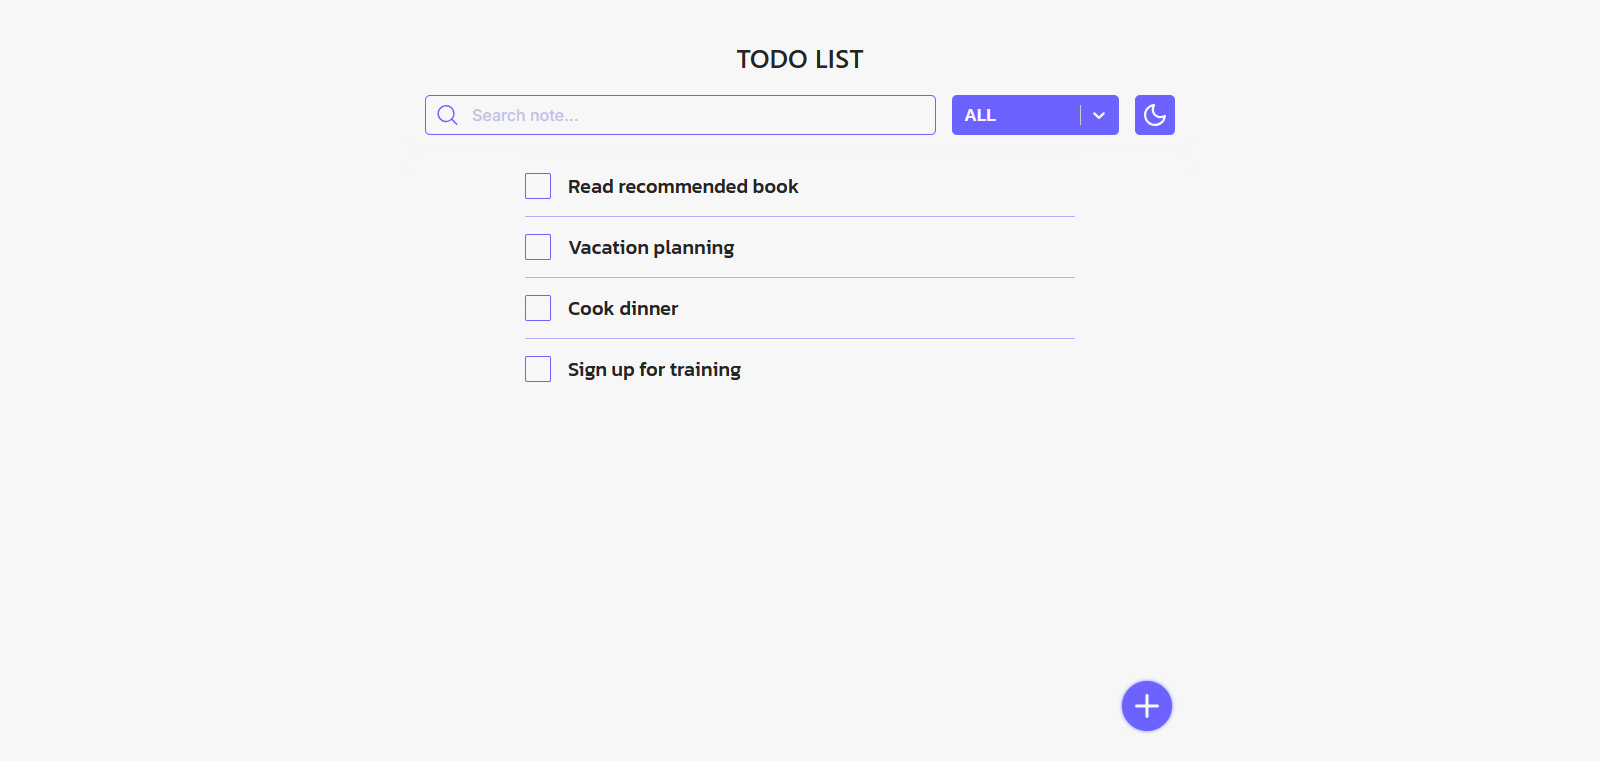 TODO LIST
Search note...
ALL
Read recommended book
Vacation planning
Cook dinner
Sign up for training